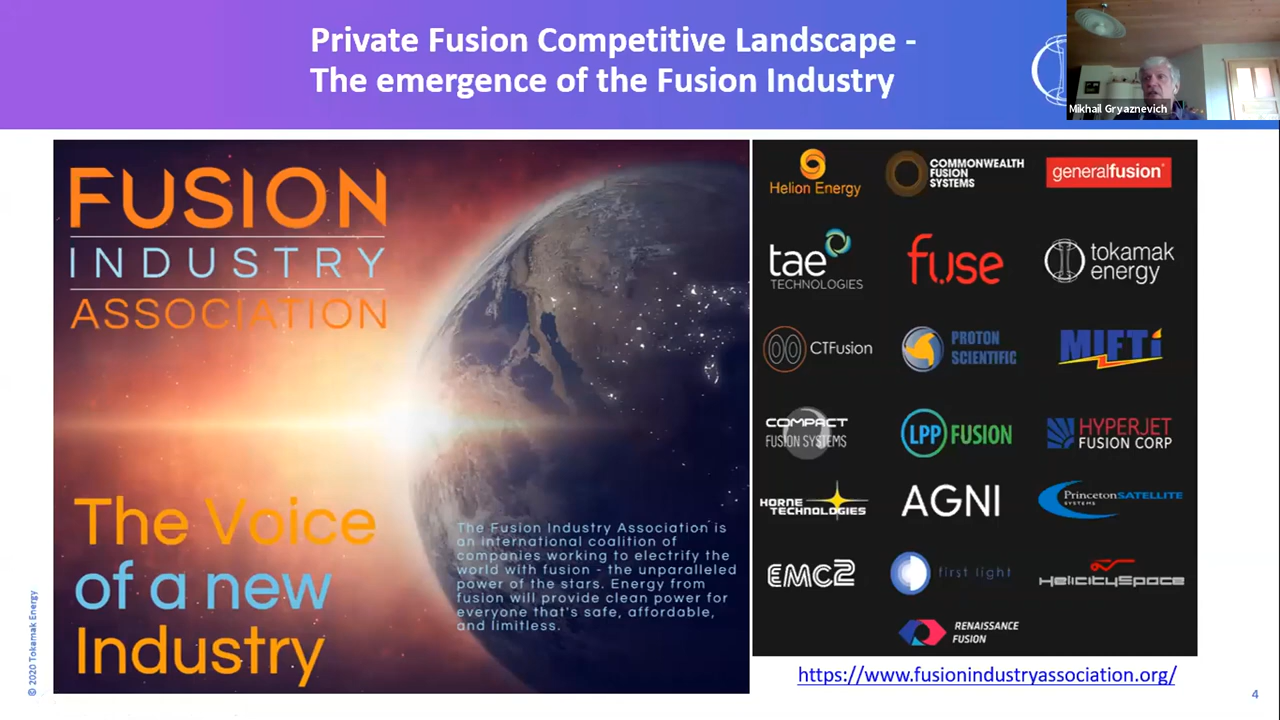 Private Fusion Competitive Landscape -
The emergence of the Fusion Industry
Mikhail Gryaznevich
FUSION
INDUSTRY
ASSOCIATION
The Voice
of a new
Industry
The Fusion Industry Association is
an international coalition of
companies working to electrify the
world with fusion - the unparalleled
power of the stars. Energy from
fusion will provide clean power for
everyone that's safe, affordable,
and limitless.
Helion Energy
COMMONWEALTH
FUSION
SYSTEMS
generalfusion
tae
TECHNOLOGIES
fuse
tokamak
energy
CTFusion
PROTON
SCIENTIFIC
MIFTi
COMPACT
FUSION SYSTEMS
LPP FUSION
HYPERJET
FUSION CORP
HORNE
TECHNOLOGIES
AGNI
Princeton SATELLITE
SYSTEMS
EMC2
first light
HelicitySpace
RENAISSANCE
FUSION
https://www.fusionindustryassociation.org/
© 2020 Tokamak Energy
4